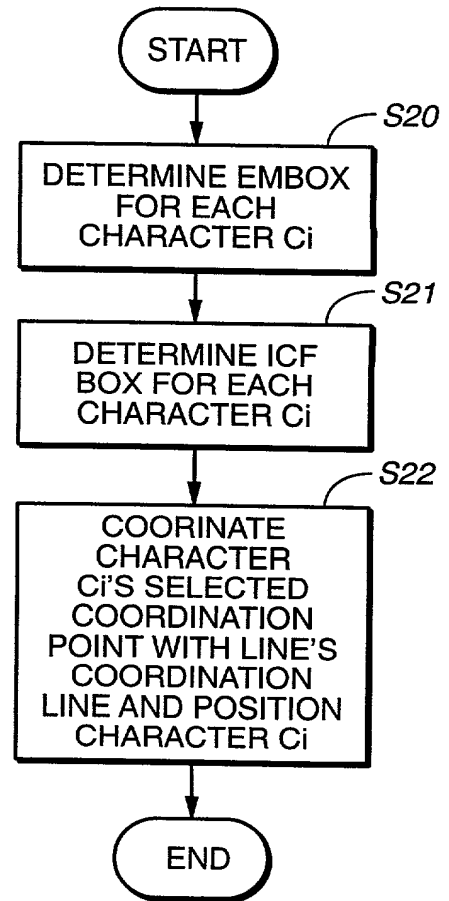 START
S20
DETERMINE EMBOX
FOR EACH
CHARACTER Ci
S21
DETERMINE ICF
BOX FOR EACH
CHARACTER Ci
S22
COORINATE
CHARACTER
Ci'S SELECTED
COORDINATION
POINT WITH LINE'S
COORDINATION
LINE AND POSITION
CHARACTER Ci
END